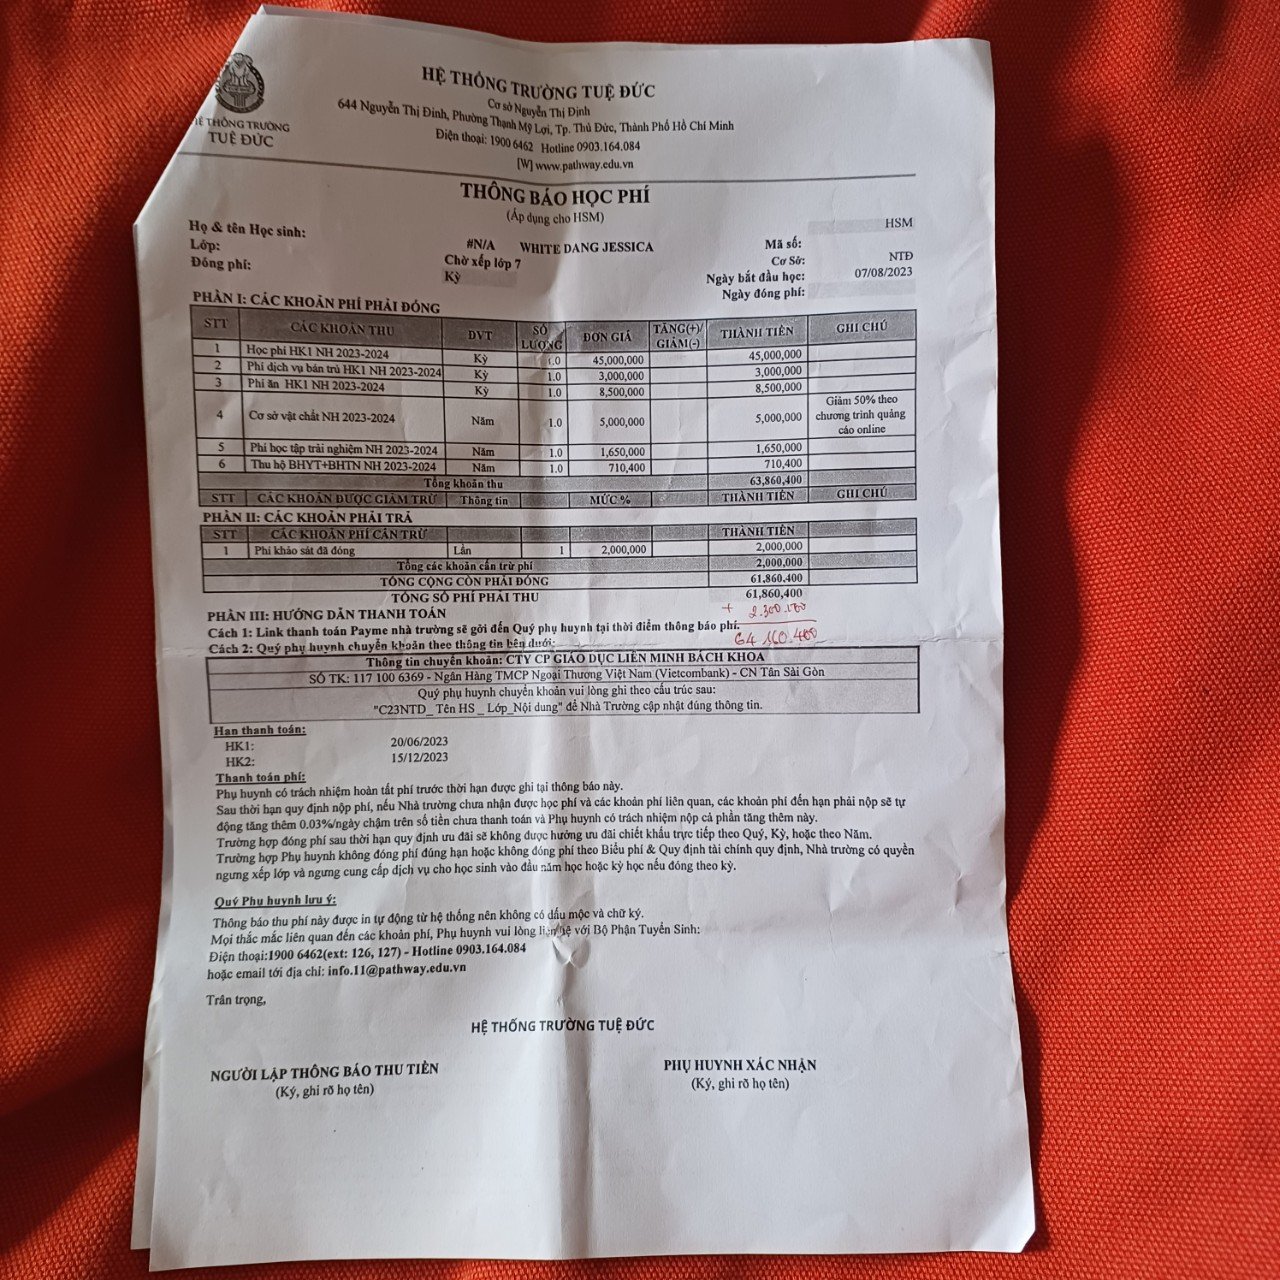 HỆ THỐNG TRƯỜNG
TUỆ ĐỨC
HỆ THỐNG TRƯỜNG TUỆ ĐỨC
Cơ sở Nguyễn Thị Định
644 Nguyễn Thị Định, Phường Thạnh Mỹ Lợi, Tp. Thủ Đức, Thành Phố Hồ Chí Minh
Điện thoại: 1900 6462 Hotline 0903.164.084
[W] www.pathway.edu.vn
THÔNG BÁO HỌC PHÍ
(Áp dụng cho HSM)
Họ & tên Học sinh: #N/A WHITE DANG JESSICA Mã số: HSM
Lớp: Chờ xếp lớp 7 Cơ Sở: NTĐ
Đóng phí: Kỳ Ngày bắt đầu học: 07/08/2023
Ngày đóng phí:
PHẦN I: CÁC KHOẢN PHÍ PHẢI ĐÓNG
STT CÁC KHOẢN THU ĐVT SỐ LƯỢNG ĐƠN GIÁ TĂNG(+)/ GIẢM(-) THÀNH TIỀN GHI CHÚ
1 Học phí HK1 NH 2023-2024 Kỳ 1.0 45,000,000 45,000,000
2 Phí dịch vụ bán trú HK1 NH 2023-2024 Kỳ 1.0 3,000,000 3,000,000
3 Phí ăn HK1 NH 2023-2024 Kỳ 1.0 8,500,000 8,500,000
4 Cơ sở vật chất NH 2023-2024 Năm 1.0 5,000,000 5,000,000 Giảm 50% theo chương trình quảng cáo online
5 Phí học tập trải nghiệm NH 2023-2024 Năm 1.0 1,650,000 1,650,000
6 Thu hộ BHYT+BHTN NH 2023-2024 Năm 1.0 710,400 710,400
Tổng khoản thu 63,860,400
STT CÁC KHOẢN ĐƯỢC GIẢM TRỪ Thông tin MỨC % THÀNH TIỀN GHI CHÚ
PHẦN II: CÁC KHOẢN PHẢI TRẢ
STT CÁC KHOẢN PHÍ CẤN TRỪ THÀNH TIỀN
1 Phí khảo sát đã đóng Lần 1 2,000,000 2,000,000
Tổng các khoản cấn trừ phí 2,000,000
TỔNG CỘNG CÒN PHẢI ĐÓNG 61,860,400
TỔNG SỐ PHÍ PHẢI THU 61,860,400
+ 2.300.000
64 160.400
PHẦN III: HƯỚNG DẪN THANH TOÁN
Cách 1: Link thanh toán Payme nhà trường sẽ gởi đến Quý phụ huynh tại thời điểm thông báo phí.
Cách 2: Quý phụ huynh chuyển khoản theo thông tin bên dưới:
Thông tin chuyển khoản: CTY CP GIÁO DỤC LIÊN MINH BÁCH KHOA
SỐ TK: 117 100 6369 - Ngân Hàng TMCP Ngoại Thương Việt Nam (Vietcombank) - CN Tân Sài Gòn
Quý phụ huynh chuyển khoản vui lòng ghi theo cấu trúc sau:
"C23NTD_ Tên HS _ Lớp_Nội dung" để Nhà Trường cập nhật đúng thông tin.
Hạn thanh toán:
HK1: 20/06/2023
HK2: 15/12/2023
Thanh toán phí:
Phụ huynh có trách nhiệm hoàn tất phí trước thời hạn được ghi tại thông báo này.
Sau thời hạn quy định nộp phí, nếu Nhà trường chưa nhận được học phí và các khoản phí liên quan, các khoản phí đến hạn phải nộp sẽ tự
động tăng thêm 0.03%/ngày chậm trên số tiền chưa thanh toán và Phụ huynh có trách nhiệm nộp cả phần tăng thêm này.
Trường hợp đóng phí sau thời hạn quy định ưu đãi sẽ không được hưởng ưu đãi chiết khấu trực tiếp theo Quý, Kỳ, hoặc theo Năm.
Trường hợp Phụ huynh không đóng phí đúng hạn hoặc không đóng phí theo Biểu phí & Quy định tài chính quy định, Nhà trường có quyền
ngưng xếp lớp và ngưng cung cấp dịch vụ cho học sinh vào đầu năm học hoặc kỳ học nếu đóng theo kỳ.
Quý Phụ huynh lưu ý:
Thông báo thu phí này được in tự động từ hệ thống nên không có dấu mộc và chữ ký.
Mọi thắc mắc liên quan đến các khoản phí, Phụ huynh vui lòng liên hệ với Bộ Phận Tuyển Sinh:
Điện thoại:1900 6462(ext: 126, 127) - Hotline 0903.164.084
hoặc email tới địa chỉ: info.11@pathway.edu.vn
Trân trọng,
HỆ THỐNG TRƯỜNG TUỆ ĐỨC
NGƯỜI LẬP THÔNG BÁO THU TIỀN PHỤ HUYNH XÁC NHẬN
(Ký, ghi rõ họ tên) (Ký, ghi rõ họ tên)